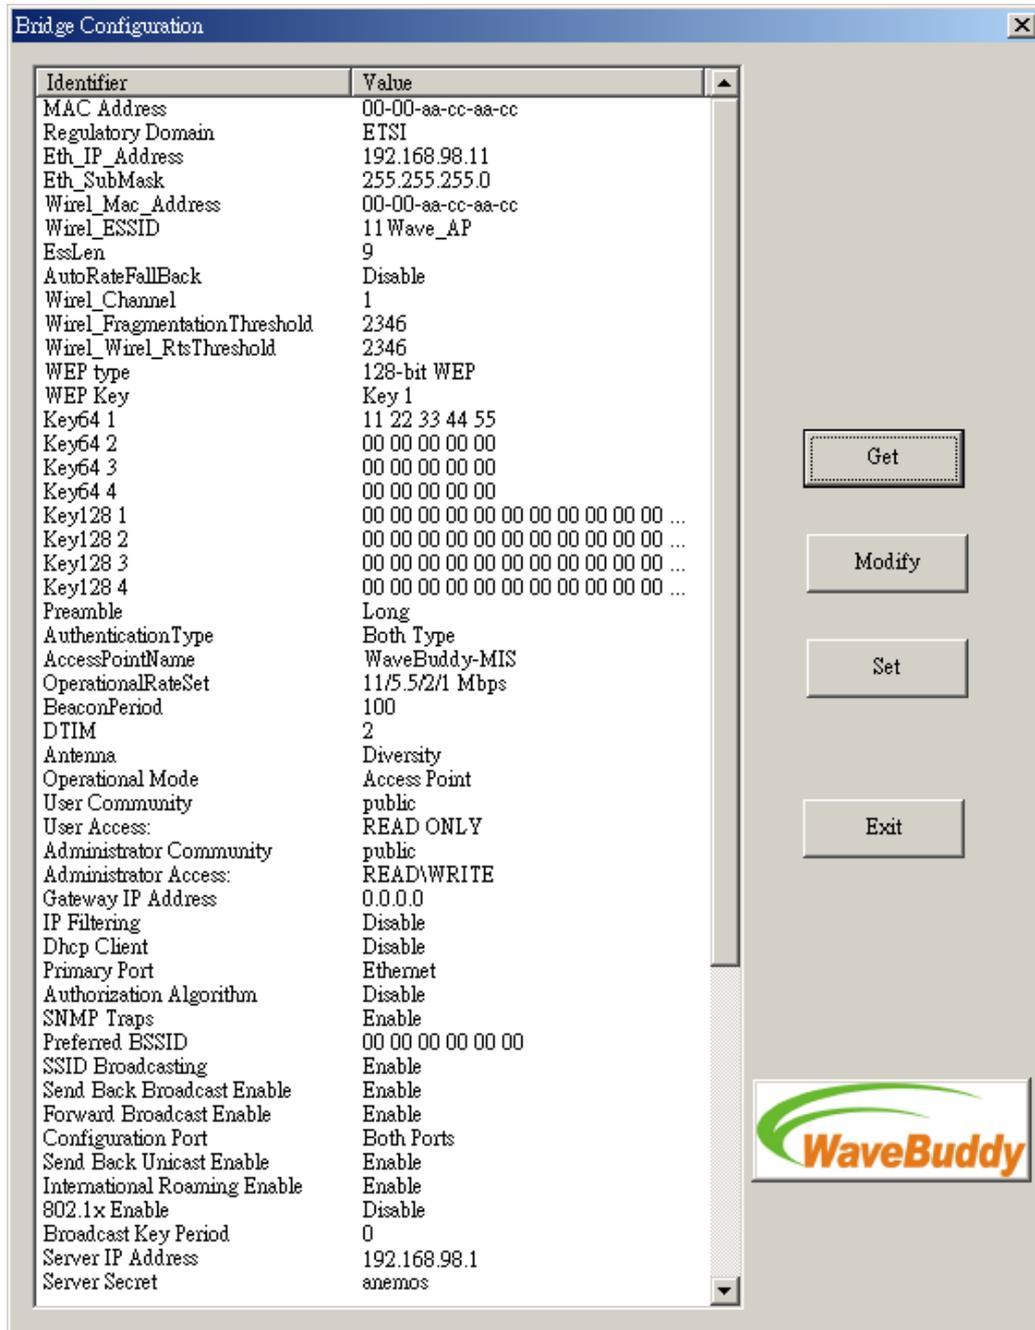 Bridge Configuration
Identifier Value
MAC Address 00-00-aa-cc-aa-cc
Regulatory Domain ETSI
Eth_IP_Address 192.168.98.11
Eth_SubMask 255.255.255.0
Wirel_Mac_Address 00-00-aa-cc-aa-cc
Wirel_ESSID 11Wave_AP
EssLen 9
AutoRateFallBack Disable
Wirel_Channel 1
Wirel_FragmentationThreshold 2346
Wirel_Wirel_RtsThreshold 2346
WEP type 128-bit WEP
WEP Key Key 1
Key64 1 11 22 33 44 55
Key64 2 00 00 00 00 00
Key64 3 00 00 00 00 00
Key64 4 00 00 00 00 00
Key128 1 00 00 00 00 00 00 00 00 00 00 00 ...
Key128 2 00 00 00 00 00 00 00 00 00 00 00 ...
Key128 3 00 00 00 00 00 00 00 00 00 00 00 ...
Key128 4 00 00 00 00 00 00 00 00 00 00 00 ...
Preamble Long
AuthenticationType Both Type
AccessPointName WaveBuddy-MIS
OperationalRateSet 11/5.5/2/1 Mbps
BeaconPeriod 100
DTIM 2
Antenna Diversity
Operational Mode Access Point
User Community public
User Access: READ ONLY
Administrator Community public
Administrator Access: READ\WRITE
Gateway IP Address 0.0.0.0
IP Filtering Disable
Dhcp Client Disable
Primary Port Ethernet
Authorization Algorithm Disable
SNMP Traps Enable
Preferred BSSID 00 00 00 00 00 00
SSID Broadcasting Enable
Send Back Broadcast Enable Enable
Forward Broadcast Enable Enable
Configuration Port Both Ports
Send Back Unicast Enable Enable
International Roaming Enable Enable
802.1x Enable Disable
Broadcast Key Period 0
Server IP Address 192.168.98.1
Server Secret anemos
Get
Modify
Set
Exit
WaveBuddy